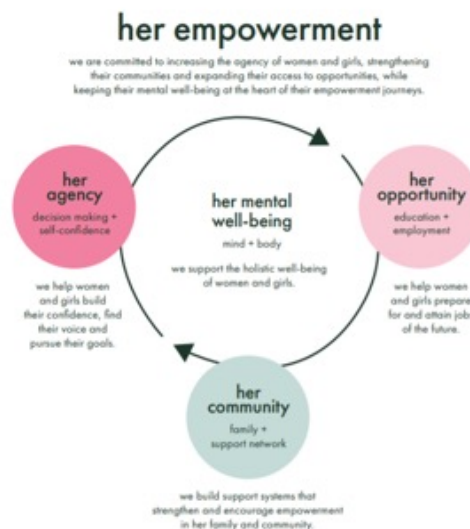 her empowerment
we are committed to increasing the agency of women and girls, strengthening
their communities and expanding their access to opportunities, while
keeping their mental well-being at the heart of their empowerment journeys.
her
agency
decision making +
self-confidence
we help women
and girls build
their confidence, find
their voice and
pursue their goals.
her mental
well-being
mind + body
we support the holistic well-being
of women and girls.
her
opportunity
education +
employment
we help women
and girls prepare
for and attain job
of the future.
her
community
family +
support network
we build support systems that
strengthen and encourage empowerment
in her family and community.